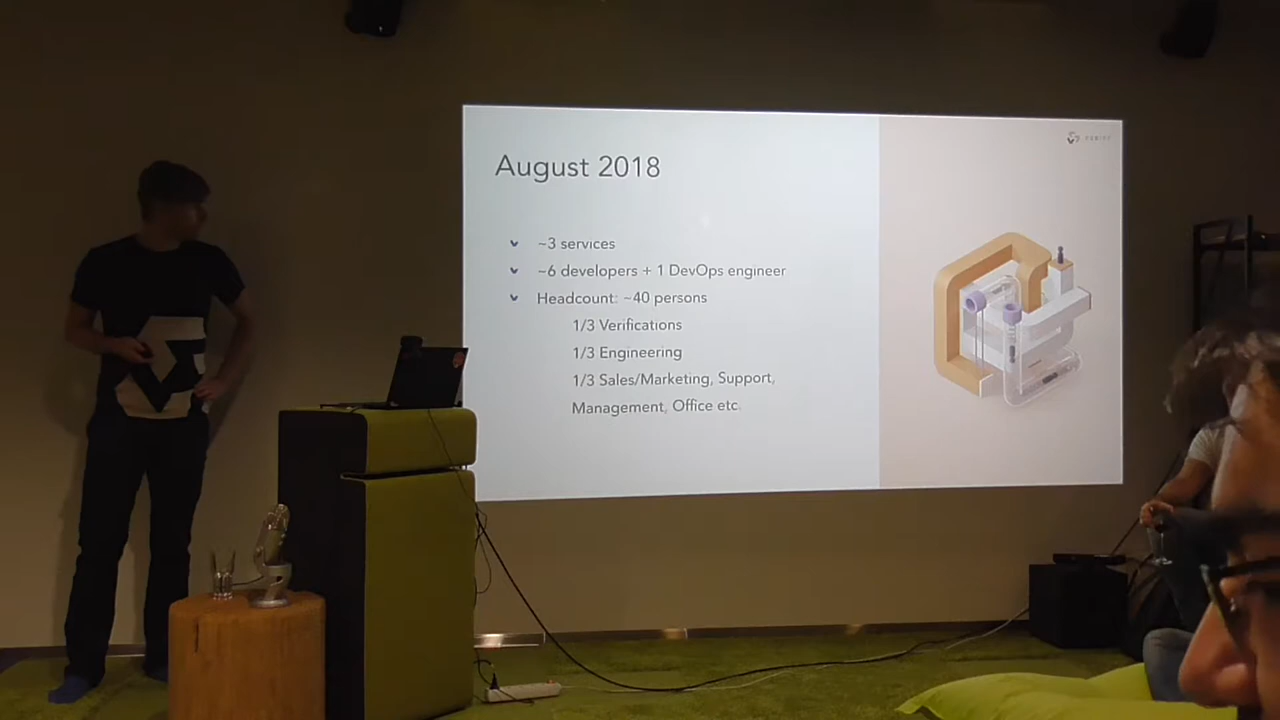 August 2018
~3 services
~6 developers + 1 DevOps engineer
Headcount: ~40 persons
1/3 Verifications
1/3 Engineering
1/3 Sales/Marketing, Support,
Management, Office etc.